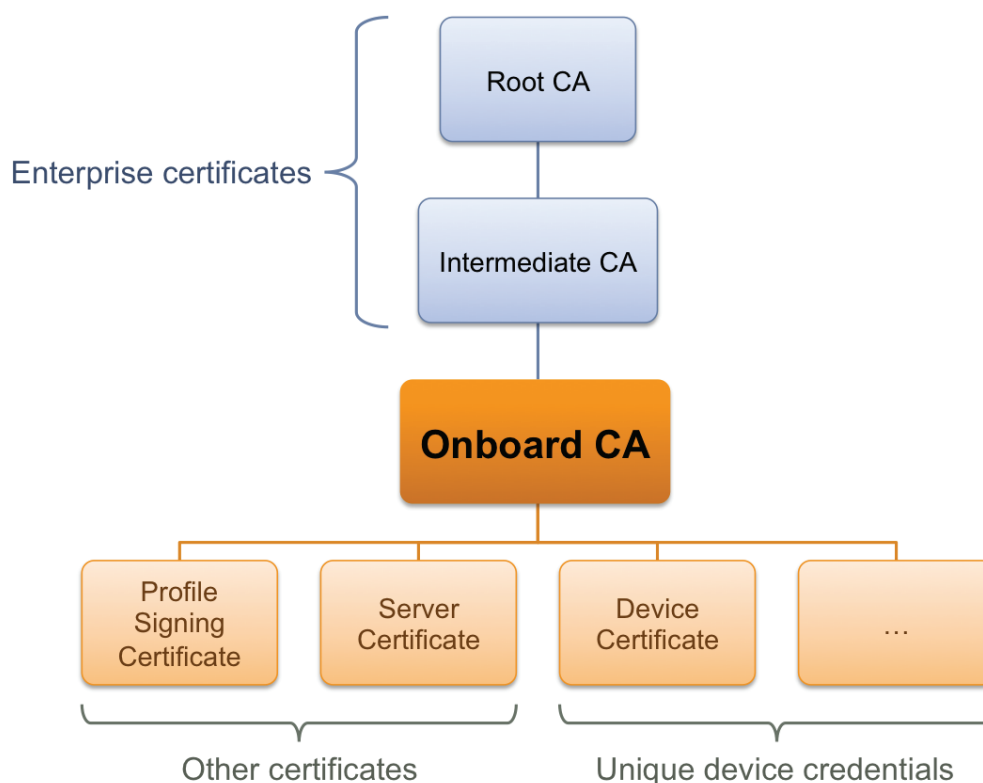 Root CA
Enterprise certificates
Intermediate CA
Onboard CA
Profile
Signing
Certificate
Server
Certificate
Device
Certificate
...
Other certificates
Unique device credentials